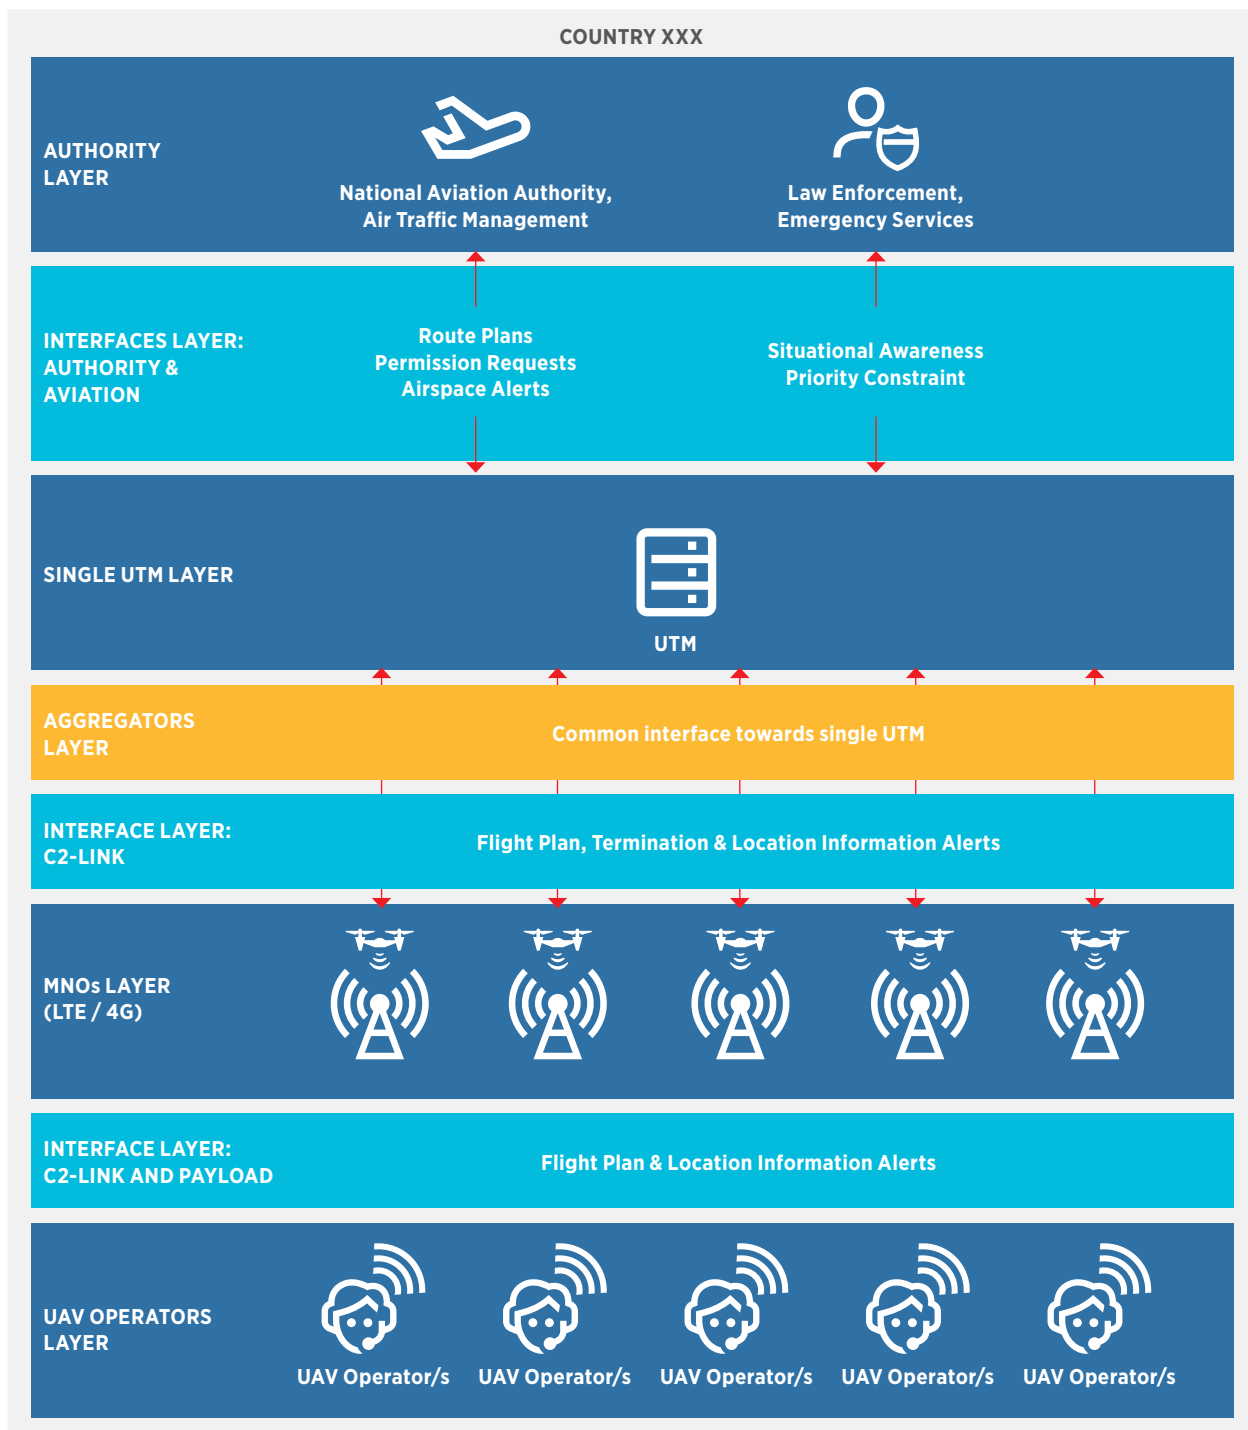 COUNTRY XXX
AUTHORITY
LAYER
National Aviation Authority,
Air Traffic Management
Law Enforcement,
Emergency Services
INTERFACES LAYER:
AUTHORITY &
AVIATION
Route Plans
Permission Requests
Airspace Alerts
Situational Awareness
Priority Constraint
SINGLE UTM LAYER
UTM
AGGREGATORS
LAYER
Common interface towards single UTM
INTERFACE LAYER:
C2-LINK
Flight Plan, Termination & Location Information Alerts
MNOs LAYER
(LTE / 4G)
INTERFACE LAYER:
C2-LINK AND PAYLOAD
Flight Plan & Location Information Alerts
UAV OPERATORS
LAYER
UAV Operator/s
UAV Operator/s
UAV Operator/s
UAV Operator/s
UAV Operator/s